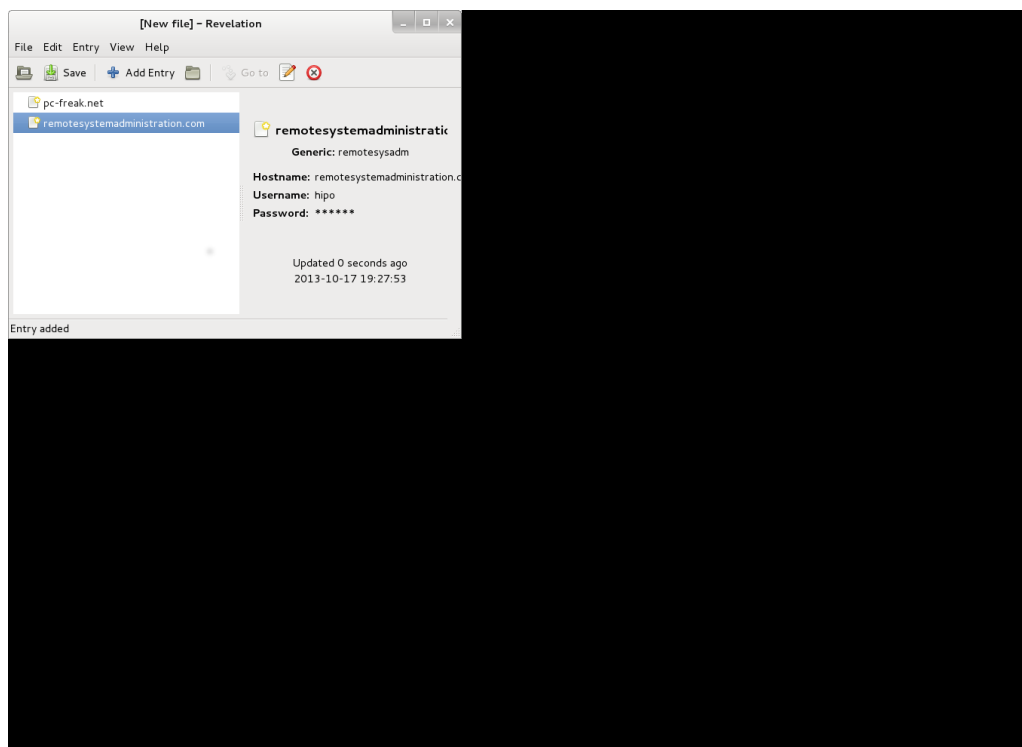 [New file] – Revelation
File Edit Entry View Help
Save Add Entry Go to
pc-freak.net
remotesystemadministration.com
remotesystemadministratic
Generic: remotesysadm
Hostname: remotesystemadministration.c
Username: hipo
Password: ******
Updated 0 seconds ago
2013-10-17 19:27:53
Entry added